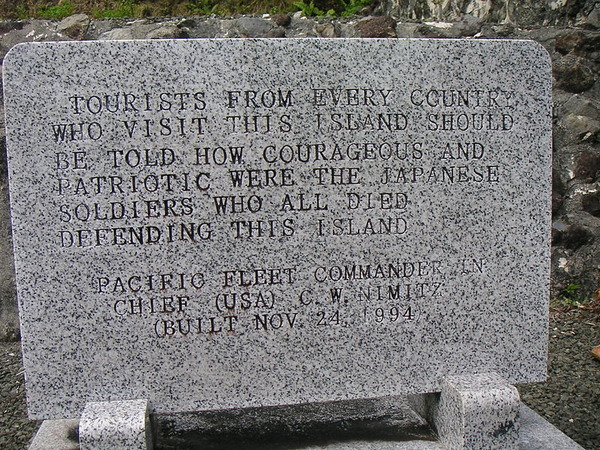 TOURISTS FROM EVERY COUNTRY
WHO VISIT THIS ISLAND SHOULD
BE TOLD HOW COURAGEOUS AND
PATRIOTIC WERE THE JAPANESE
SOLDIERS WHO ALL DIED
DEFENDING THIS ISLAND
PACIFIC FLEET COMMANDER IN
CHIEF (USA) C. W. NIMITZ
(BUILT NOV. 24, 1994)